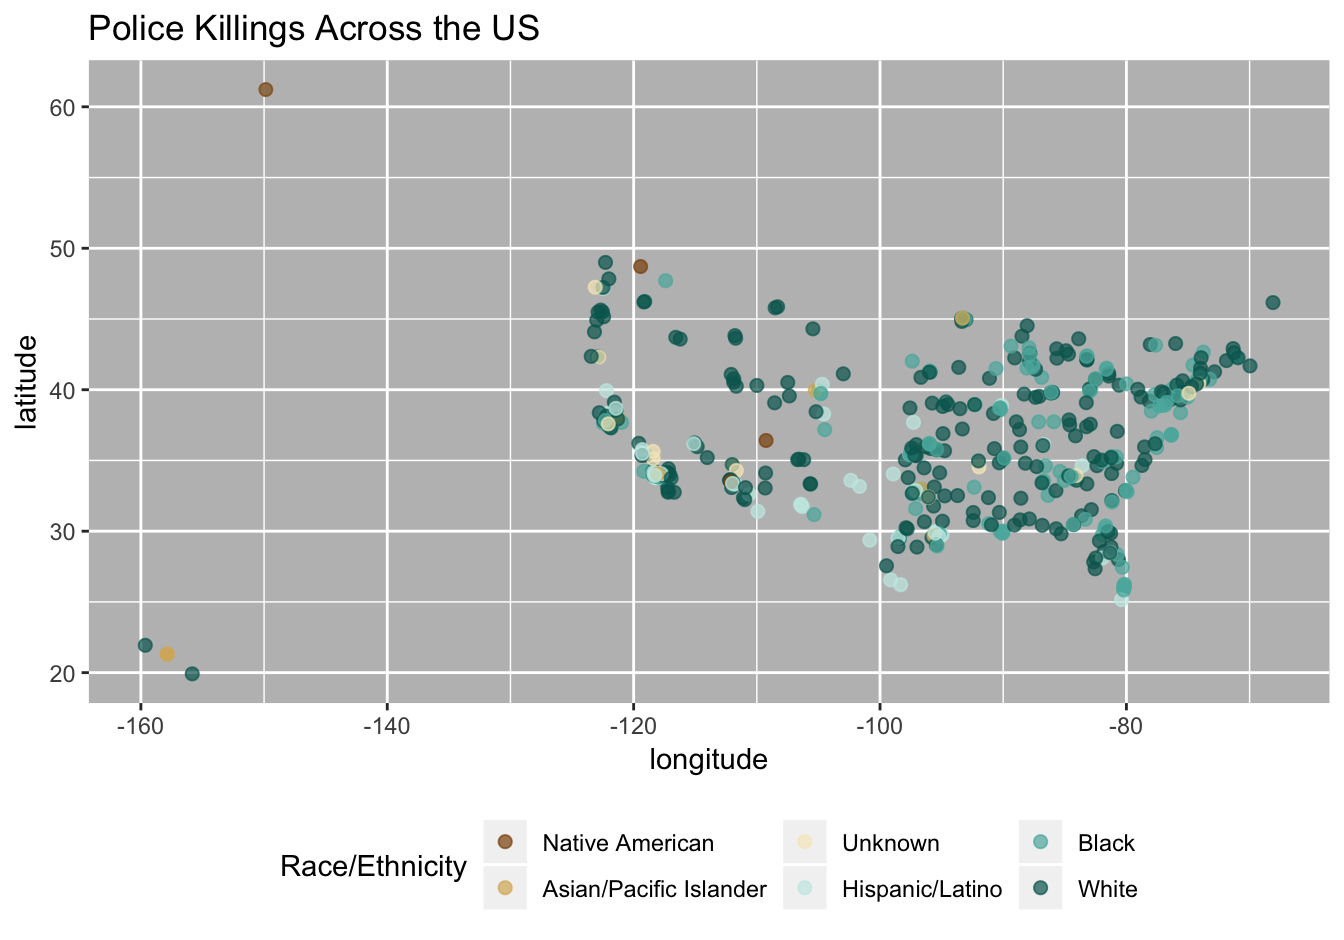 Police Killings Across the US
60
50
40
30
20
latitude
-160 -140 -120 -100 -80
longitude
Race/Ethnicity
Native American Unknown Black
Asian/Pacific Islander Hispanic/Latino White